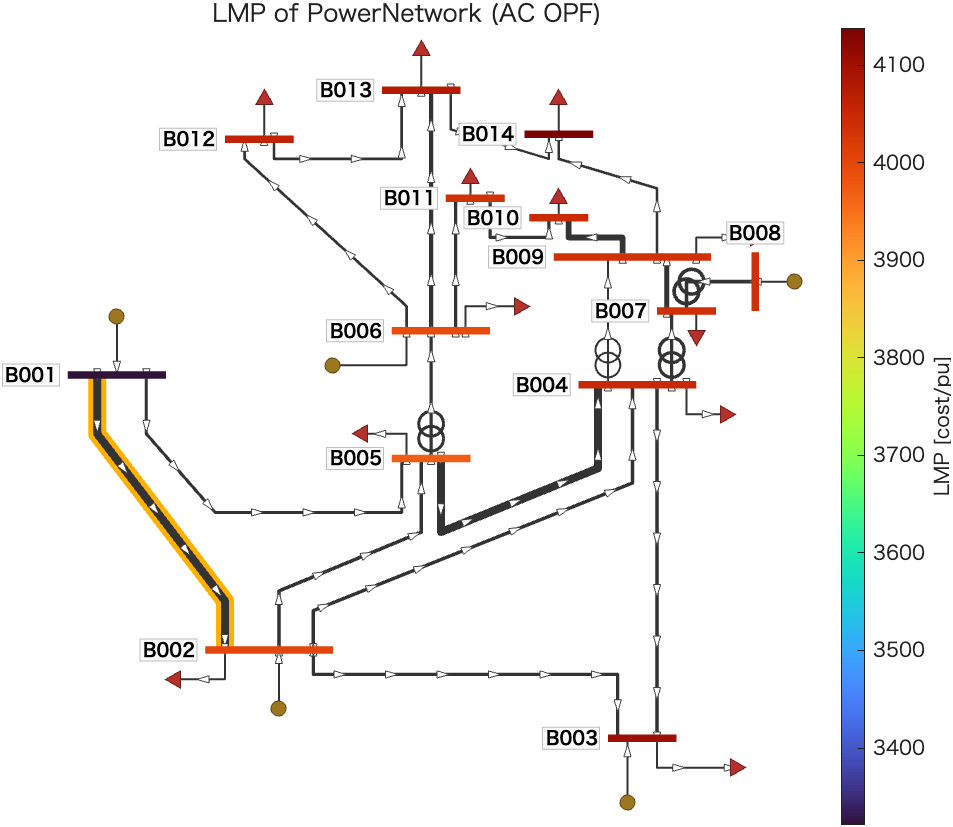 LMP of PowerNetwork (AC OPF)
B013
B012
B014
B011
B010
B008
B009
B007
B006
B001
B004
B005
B002
B003
4100
4000
3900
3800
3700
3600
3500
3400
LMP [cost/pu]